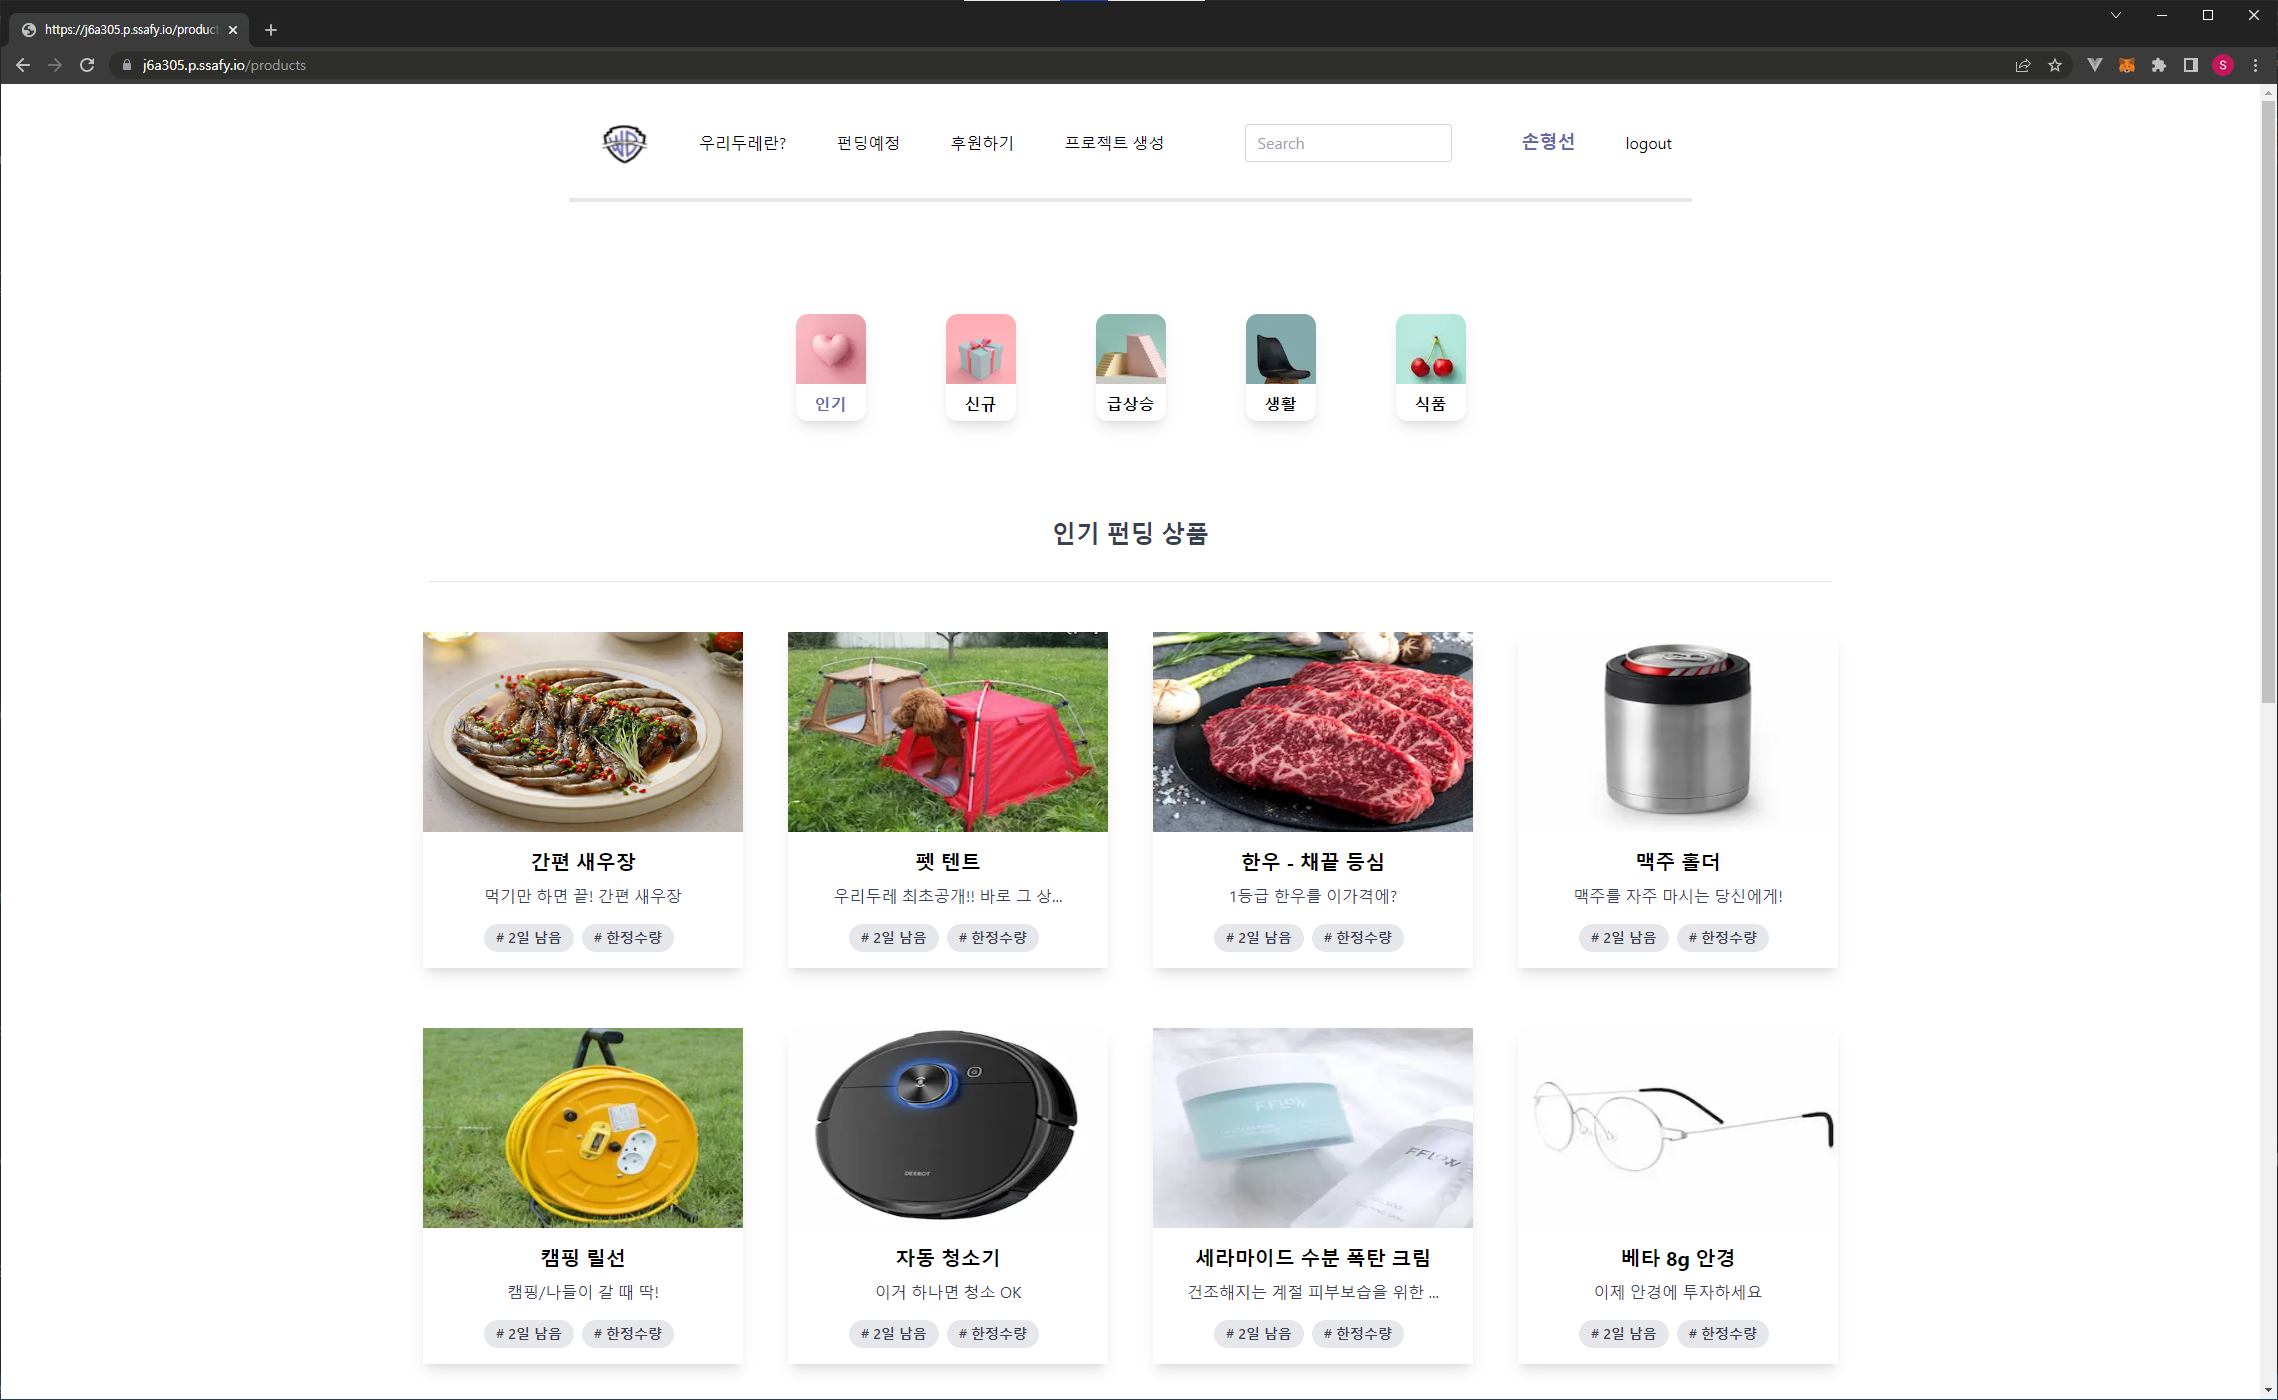 https://j6a305.p.ssafy.io/product
j6a305.p.ssafy.io/products
S
WB
우리두레란?
펀딩예정
후원하기
프로젝트 생성
Search
손형선
logout
인기
신규
급상승
생활
식품
인기 펀딩 상품
간편 새우장
먹기만 하면 끝! 간편 새우장
# 2일 남음 # 한정수량
펫 텐트
우리두레 최초공개!! 바로 그 상...
# 2일 남음 # 한정수량
한우 - 채끝 등심
1등급 한우를 이가격에?
# 2일 남음 # 한정수량
맥주 홀더
맥주를 자주 마시는 당신에게!
# 2일 남음 # 한정수량
캠핑 릴선
캠핑/나들이 갈 때 딱!
# 2일 남음 # 한정수량
DEEBOT
자동 청소기
이거 하나면 청소 OK
# 2일 남음 # 한정수량
FFLOW
FFLOW
세라마이드 수분 폭탄 크림
건조해지는 계절 피부보습을 위한 ...
# 2일 남음 # 한정수량
베타 8g 안경
이제 안경에 투자하세요
# 2일 남음 # 한정수량